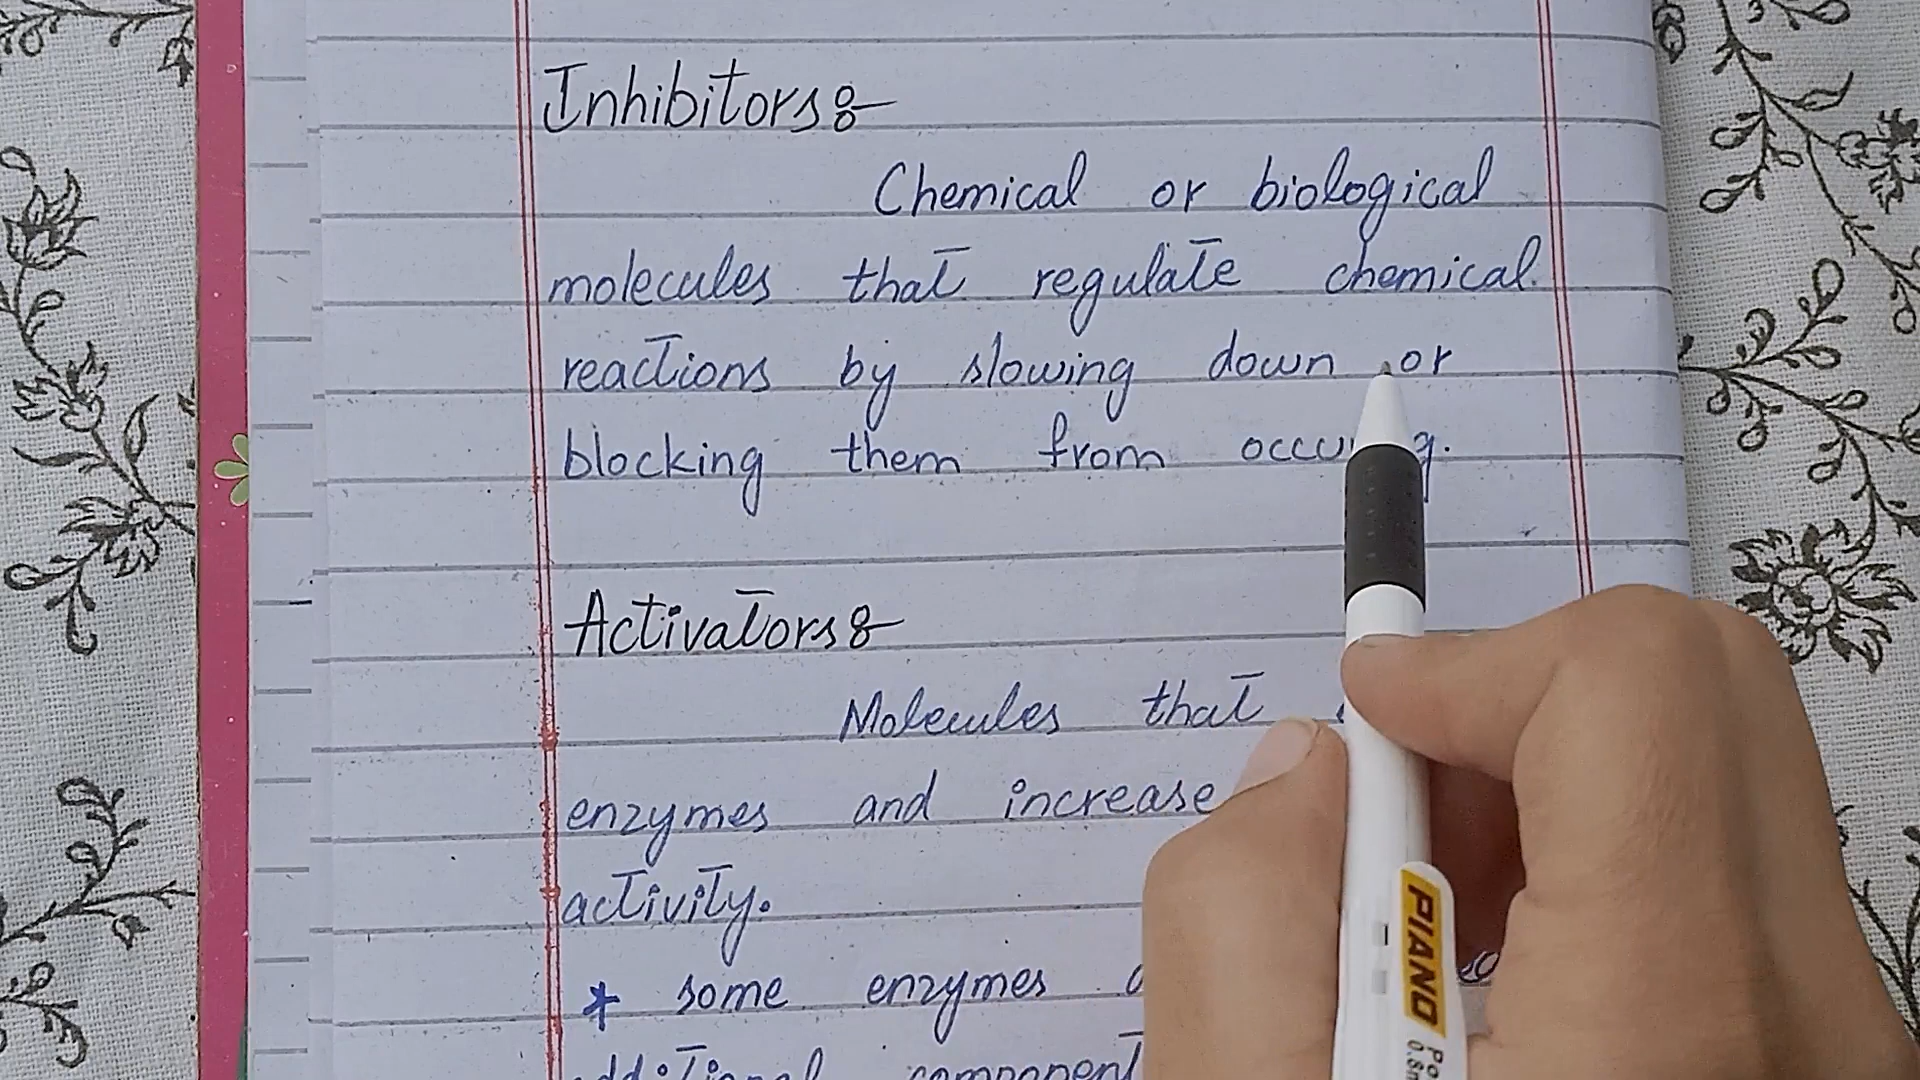 Inhibitors:-
Chemical or biological
molecules that regulate chemical
reactions by slowing down or
blocking them from
Activators:-
Molecules that
enzymes and increase
activity.
* some enzymes
additional
PIANO